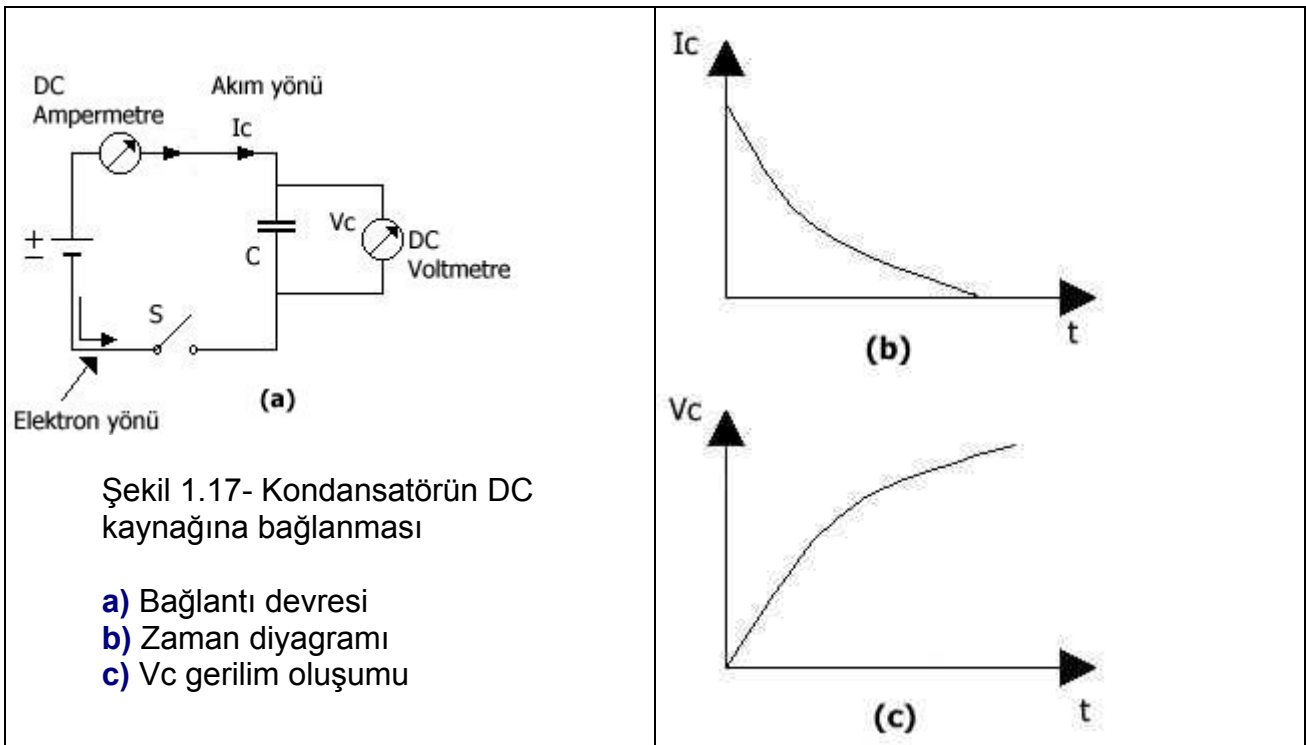 DC
Ampermetre
Akım yönü
Ic
+
−
C
Vc
DC
Voltmetre
S
Elektron yönü
(a)
Şekil 1.17- Kondansatörün DC
kaynağına bağlanması
a) Bağlantı devresi
b) Zaman diyagramı
c) Vc gerilim oluşumu
Ic
t
(b)
Vc
t
(c)